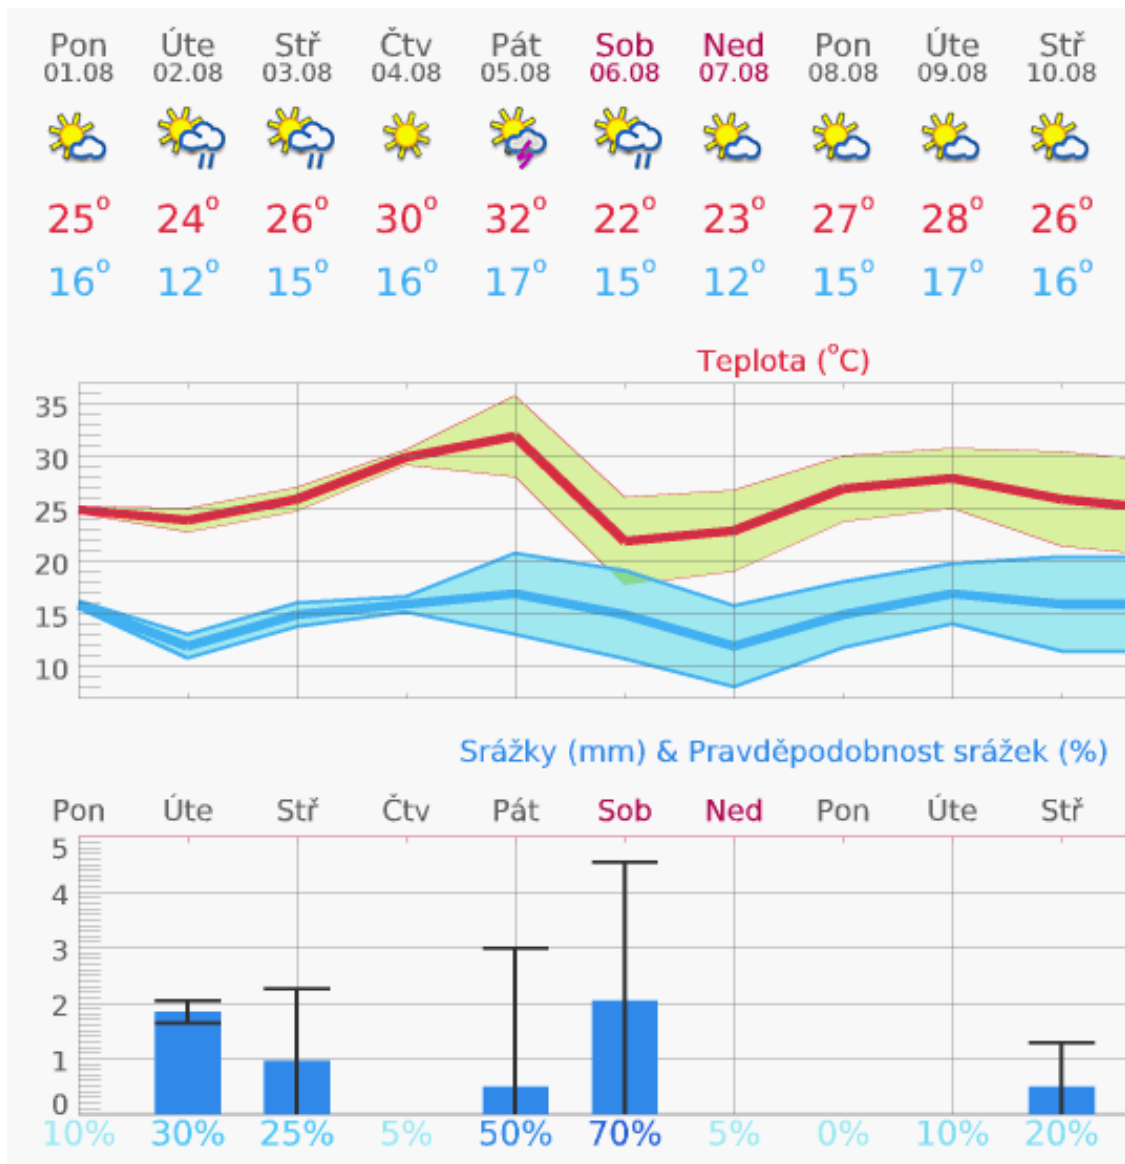 Pon Úte Stř Čtv Pát Sob Ned Pon Úte Stř
01.08 02.08 03.08 04.08 05.08 06.08 07.08 08.08 09.08 10.08
25° 24° 26° 30° 32° 22° 23° 27° 28° 26°
16° 12° 15° 16° 17° 15° 12° 15° 17° 16°
Teplota (°C)
35
30
25
20
15
10
Srážky (mm) & Pravděpodobnost srážek (%)
Pon Úte Stř Čtv Pát Sob Ned Pon Úte Stř
5
4
3
2
1
0
10% 30% 25% 5% 50% 70% 5% 0% 10% 20%